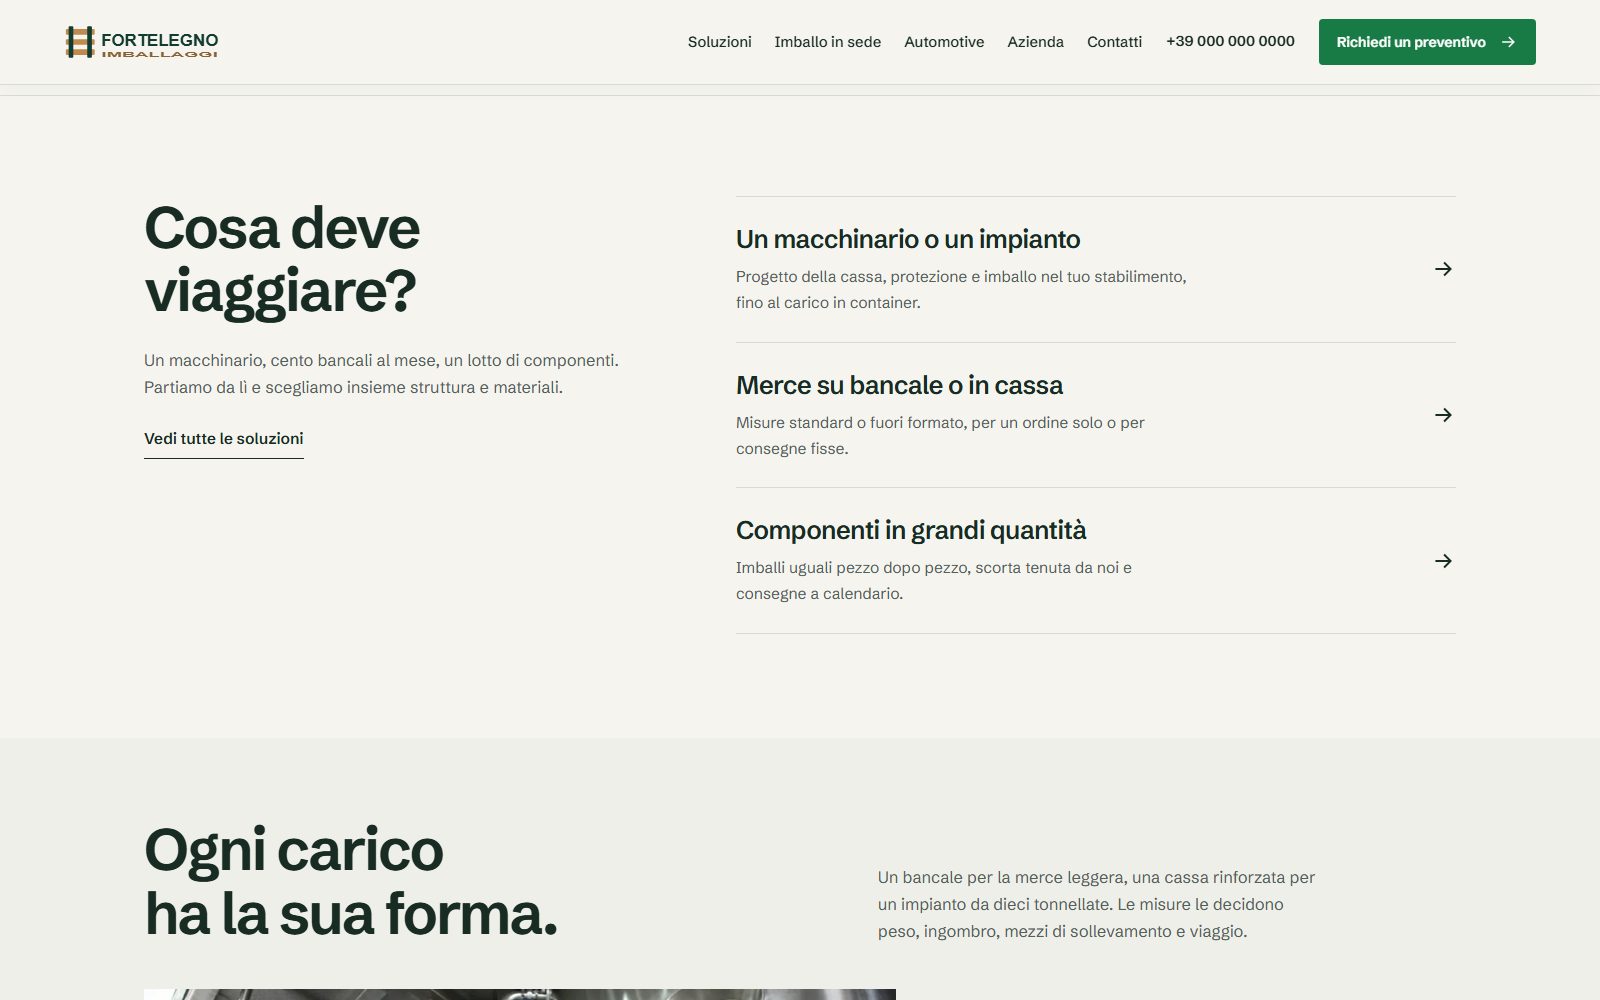 FORTELEGNO
IMBALLAGGI
Soluzioni
Imballo in sede
Automotive
Azienda
Contatti
+39 000 000 0000
Richiedi un preventivo →
Cosa deve
viaggiare?
Un macchinario, cento bancali al mese, un lotto di componenti.
Partiamo da lì e scegliamo insieme struttura e materiali.
Vedi tutte le soluzioni
Un macchinario o un impianto
Progetto della cassa, protezione e imballo nel tuo stabilimento,
fino al carico in container.
→
Merce su bancale o in cassa
Misure standard o fuori formato, per un ordine solo o per
consegne fisse.
→
Componenti in grandi quantità
Imballi uguali pezzo dopo pezzo, scorta tenuta da noi e
consegne a calendario.
→
Ogni carico
ha la sua forma.
Un bancale per la merce leggera, una cassa rinforzata per
un impianto da dieci tonnellate. Le misure le decidono
peso, ingombro, mezzi di sollevamento e viaggio.